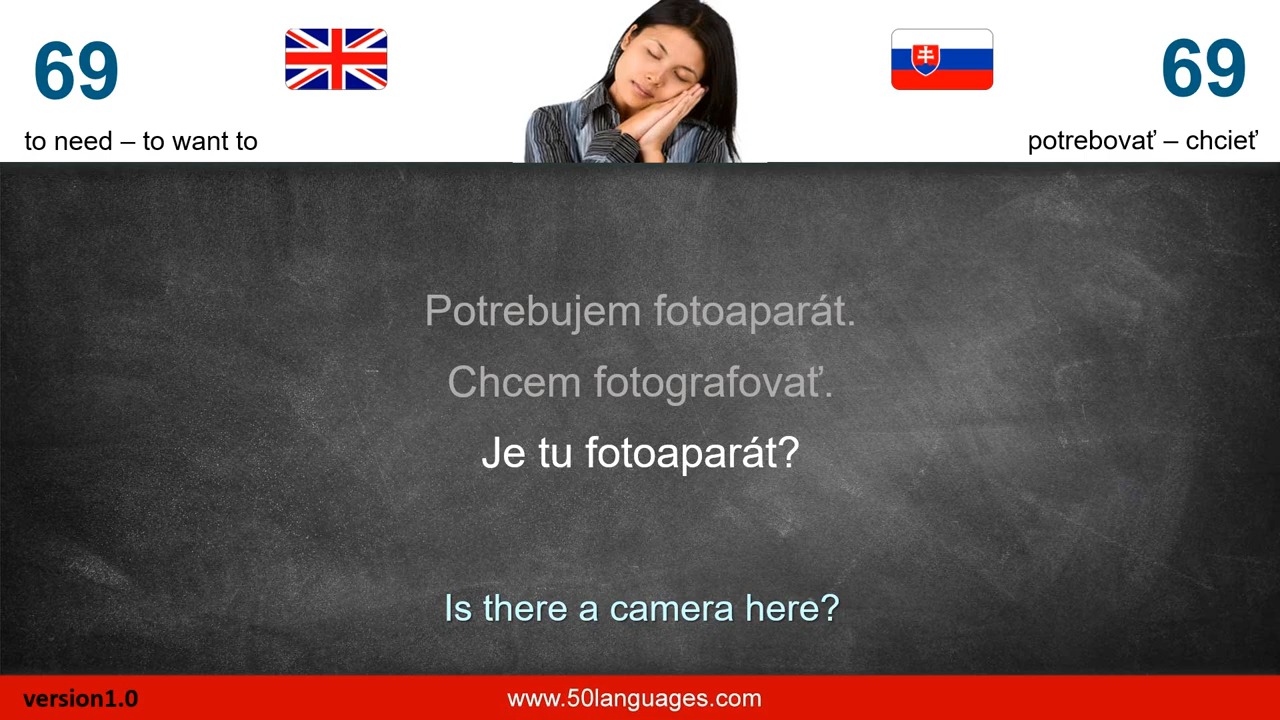 69
69
to need – to want to
potrebovať – chcieť
Potrebujem fotoaparát.
Chcem fotografovať.
Je tu fotoaparát?
Is there a camera here?
version1.0
www.50languages.com